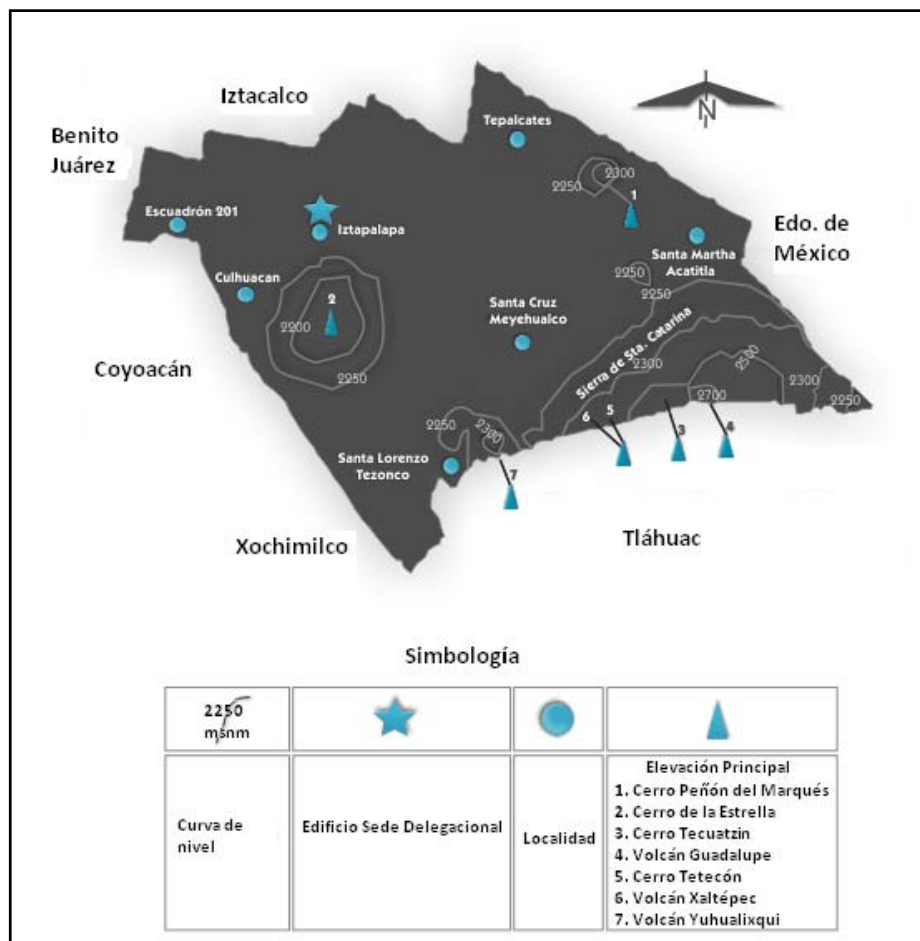 Iztacalco
Benito
Juárez
Tepalcates
N
2300
2250
1
Escuadrón 201
Iztapalapa
Edo. de
México
Santa Martha
Acatitla
Culhuacan
2250
2250
2
Santa Cruz
Meyehualco
2200
Sierra de Sta. Catarina
2500
Coyoacán
2250
2300
2300
2700
2250
2250
2300
6
5
3
4
Santa Lorenzo
Tezonco
7
Xochimilco
Tláhuac
Simbología
2250
msnm
Curva de
nivel
Edificio Sede Delegacional
Localidad
Elevación Principal
1. Cerro Peñón del Marqués
2. Cerro de la Estrella
3. Cerro Tecuatzin
4. Volcán Guadalupe
5. Cerro Tetecón
6. Volcán Xaltépec
7. Volcán Yuhualixqui